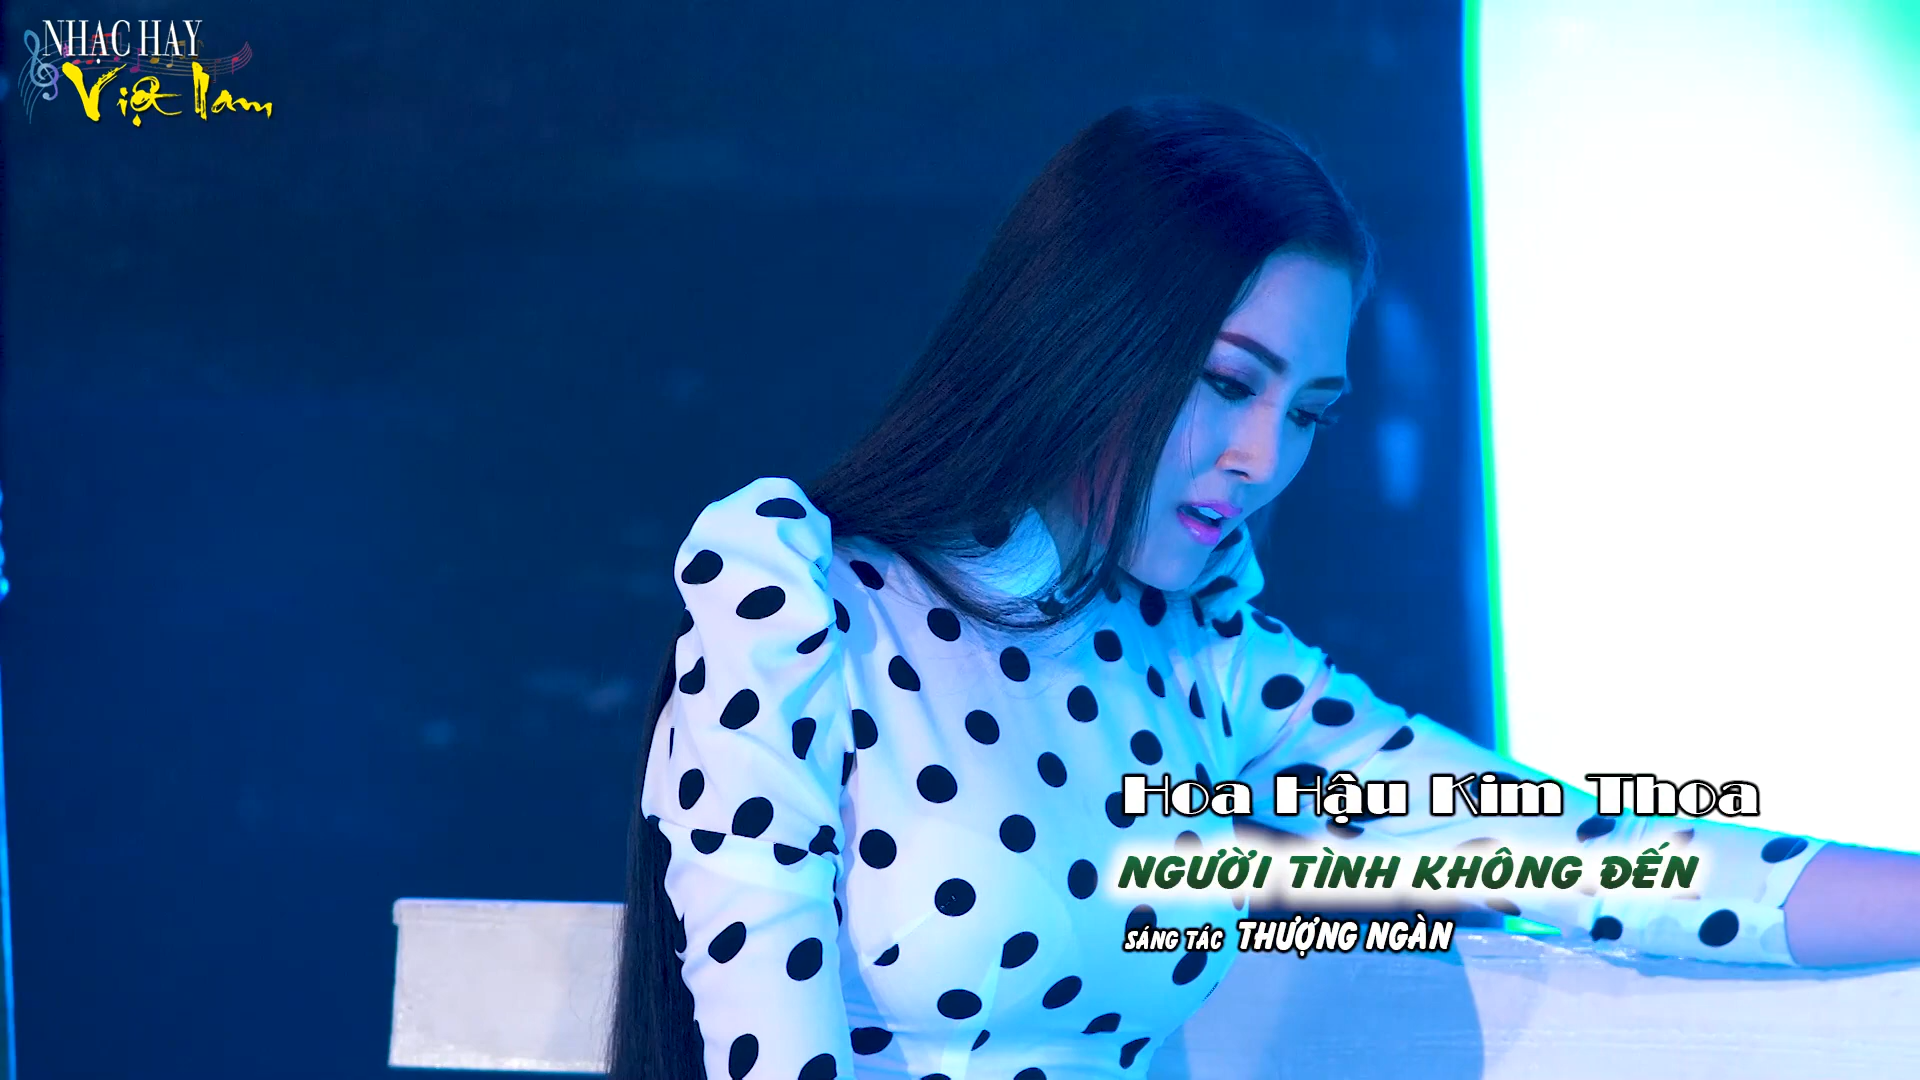 NHẠC HAY
Việt Nam
Hoa Hậu Kim Thoa
NGƯỜI TÌNH KHÔNG ĐẾN
SÁNG TÁC THƯỢNG NGÀN